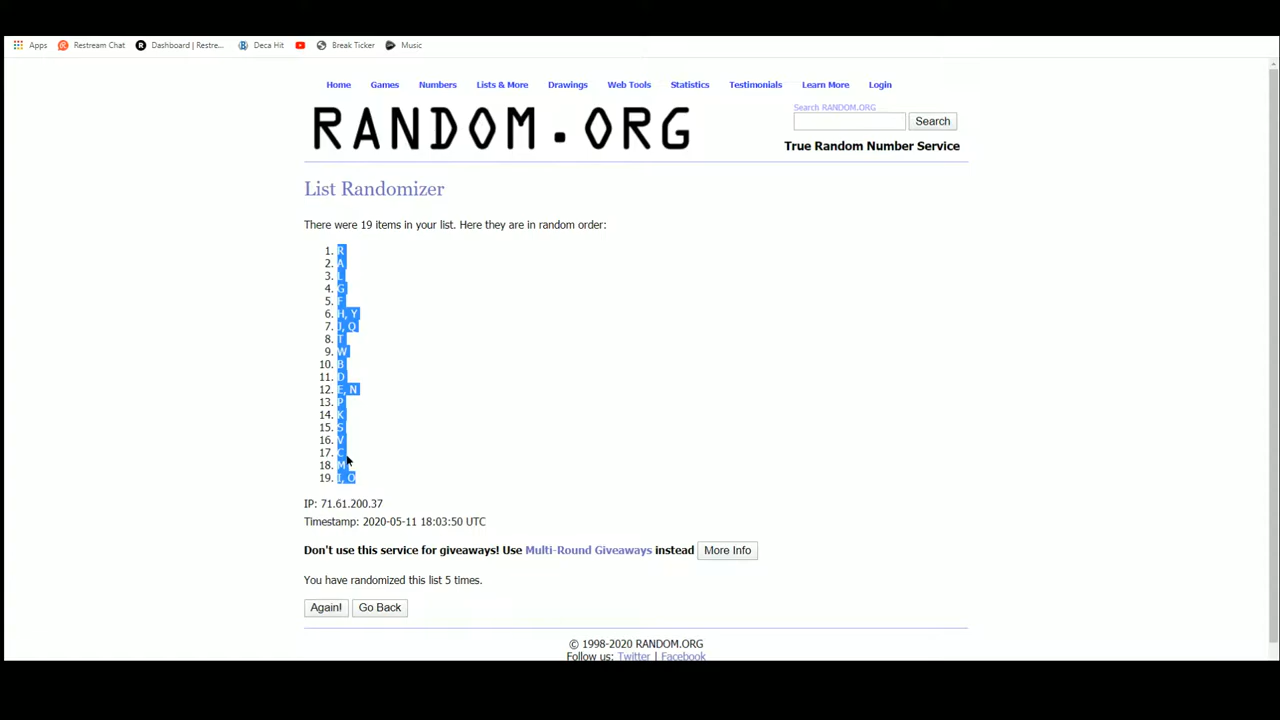 Apps Restream Chat Dashboard | Restre... Deca Hit Break Ticker Music
Home Games Numbers Lists & More Drawings Web Tools Statistics Testimonials Learn More Login
RANDOM.ORG
Search RANDOM.ORG
Search
True Random Number Service
List Randomizer
There were 19 items in your list. Here they are in random order:
1. R
2. A
3. L
4. G
5. F
6. H, Y
7. J, Q
8. T
9. W
10. B
11. D
12. E, N
13. P
14. K
15. S
16. V
17. C
18. M
19. I, O
IP: 71.61.200.37
Timestamp: 2020-05-11 18:03:50 UTC
Don't use this service for giveaways! Use Multi-Round Giveaways instead More Info
You have randomized this list 5 times.
Again! Go Back
© 1998-2020 RANDOM.ORG
Follow us: Twitter | Facebook